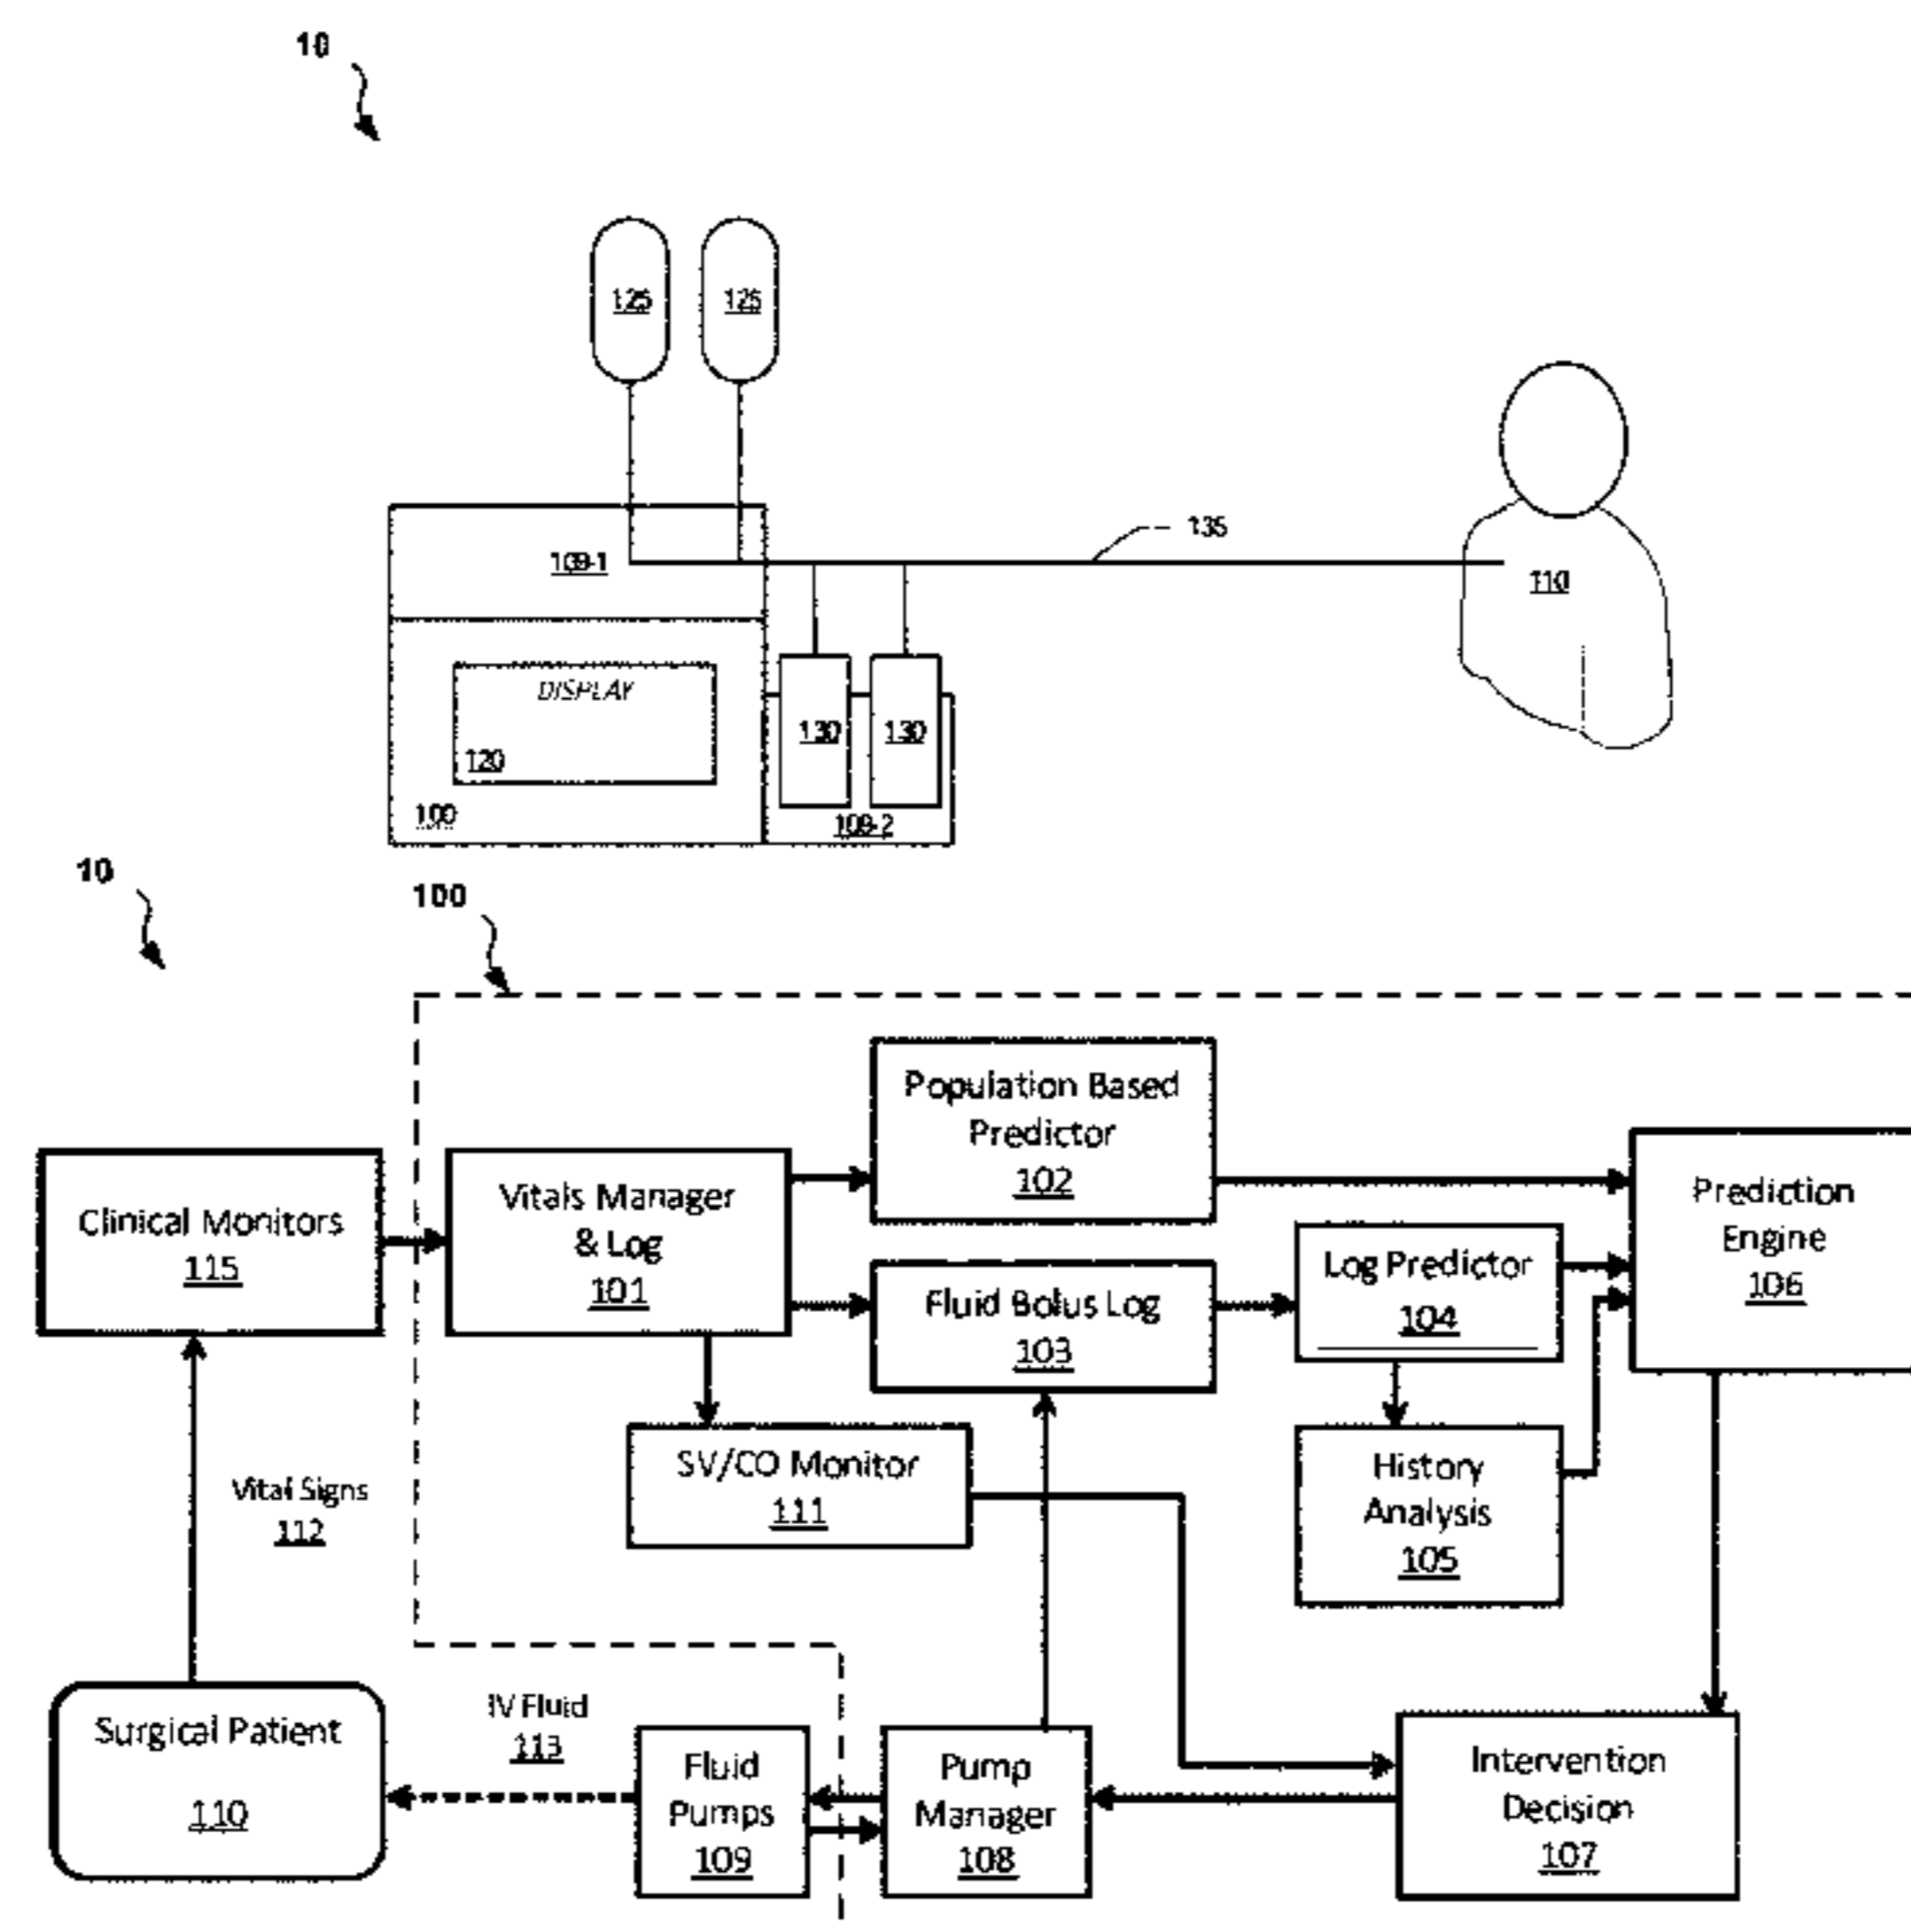 10
125
125
135
109-1
110
DISPLAY
120
130
130
100
109-2
10
100
Population Based
Predictor
102
Clinical Monitors
115
Vitals Manager
& Log
101
Prediction
Engine
106
Fluid Bolus Log
103
Log Predictor
104
SV/CO Monitor
111
History
Analysis
105
Vital Signs
112
Surgical Patient
110
IV Fluid
113
Fluid
Pumps
109
Pump
Manager
108
Intervention
Decision
107